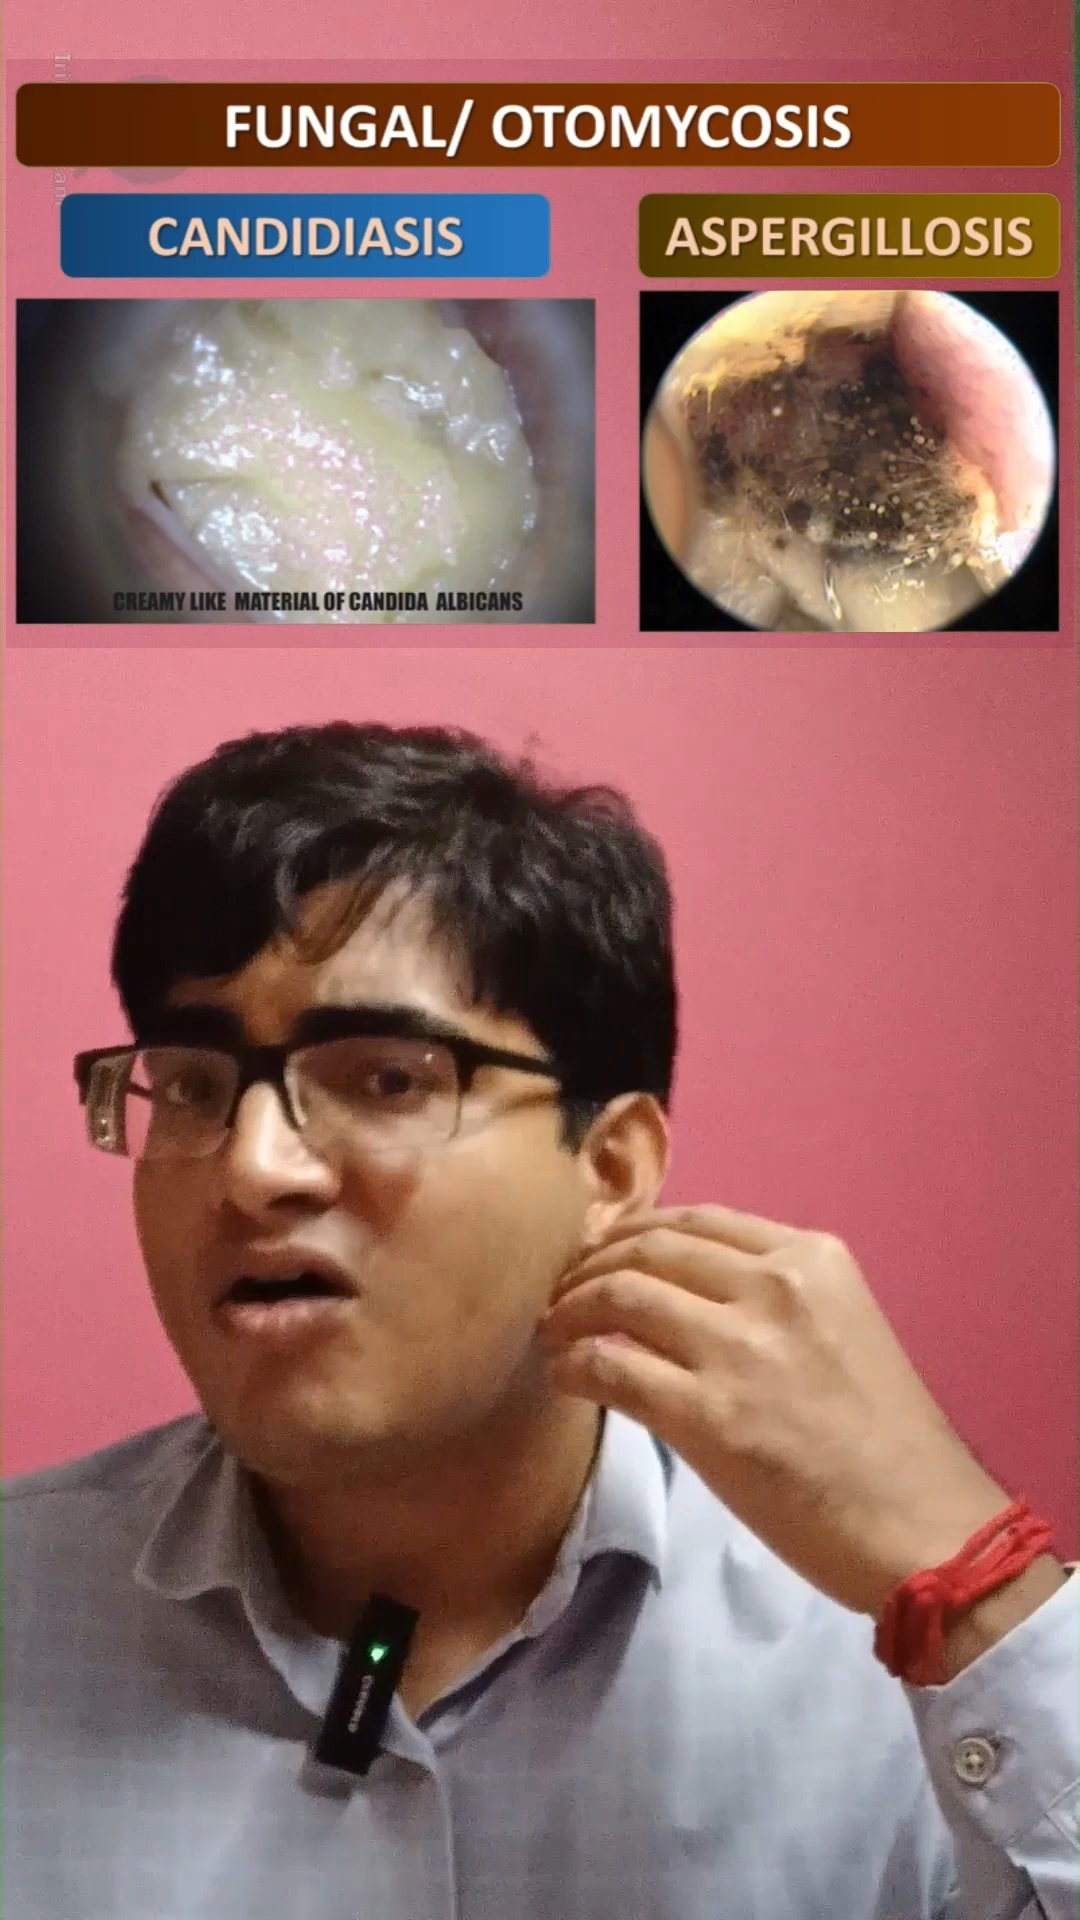 FUNGAL/ OTOMYCOSIS
CANDIDIASIS
ASPERGILLOSIS
CREAMY LIKE MATERIAL OF CANDIDA ALBICANS